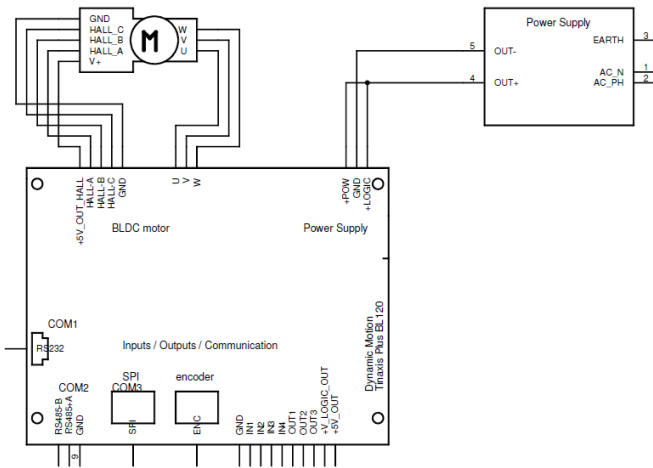 GND
HALL_C
HALL_B
HALL_A
V+
M
W
V
U
Power Supply
EARTH
3
5
OUT-
AC_N
1
4
OUT+
AC_PH
2
+5V_OUT_HALL
HALL-A
HALL-B
HALL-C
GND
U
V
W
+POW
GND
+LOGIC
BLDC motor
Power Supply
COM1
RS232
Inputs / Outputs / Communication
Dynamic Motion
Tinaxis Plus BL120
COM2
SPI
COM3
encoder
RS485-B
RS485+A
GND
9
SPI
ENC
GND
IN1
IN2
IN3
IN4
OUT1
OUT2
OUT3
+V_LOGIC_OUT
+5V_OUT